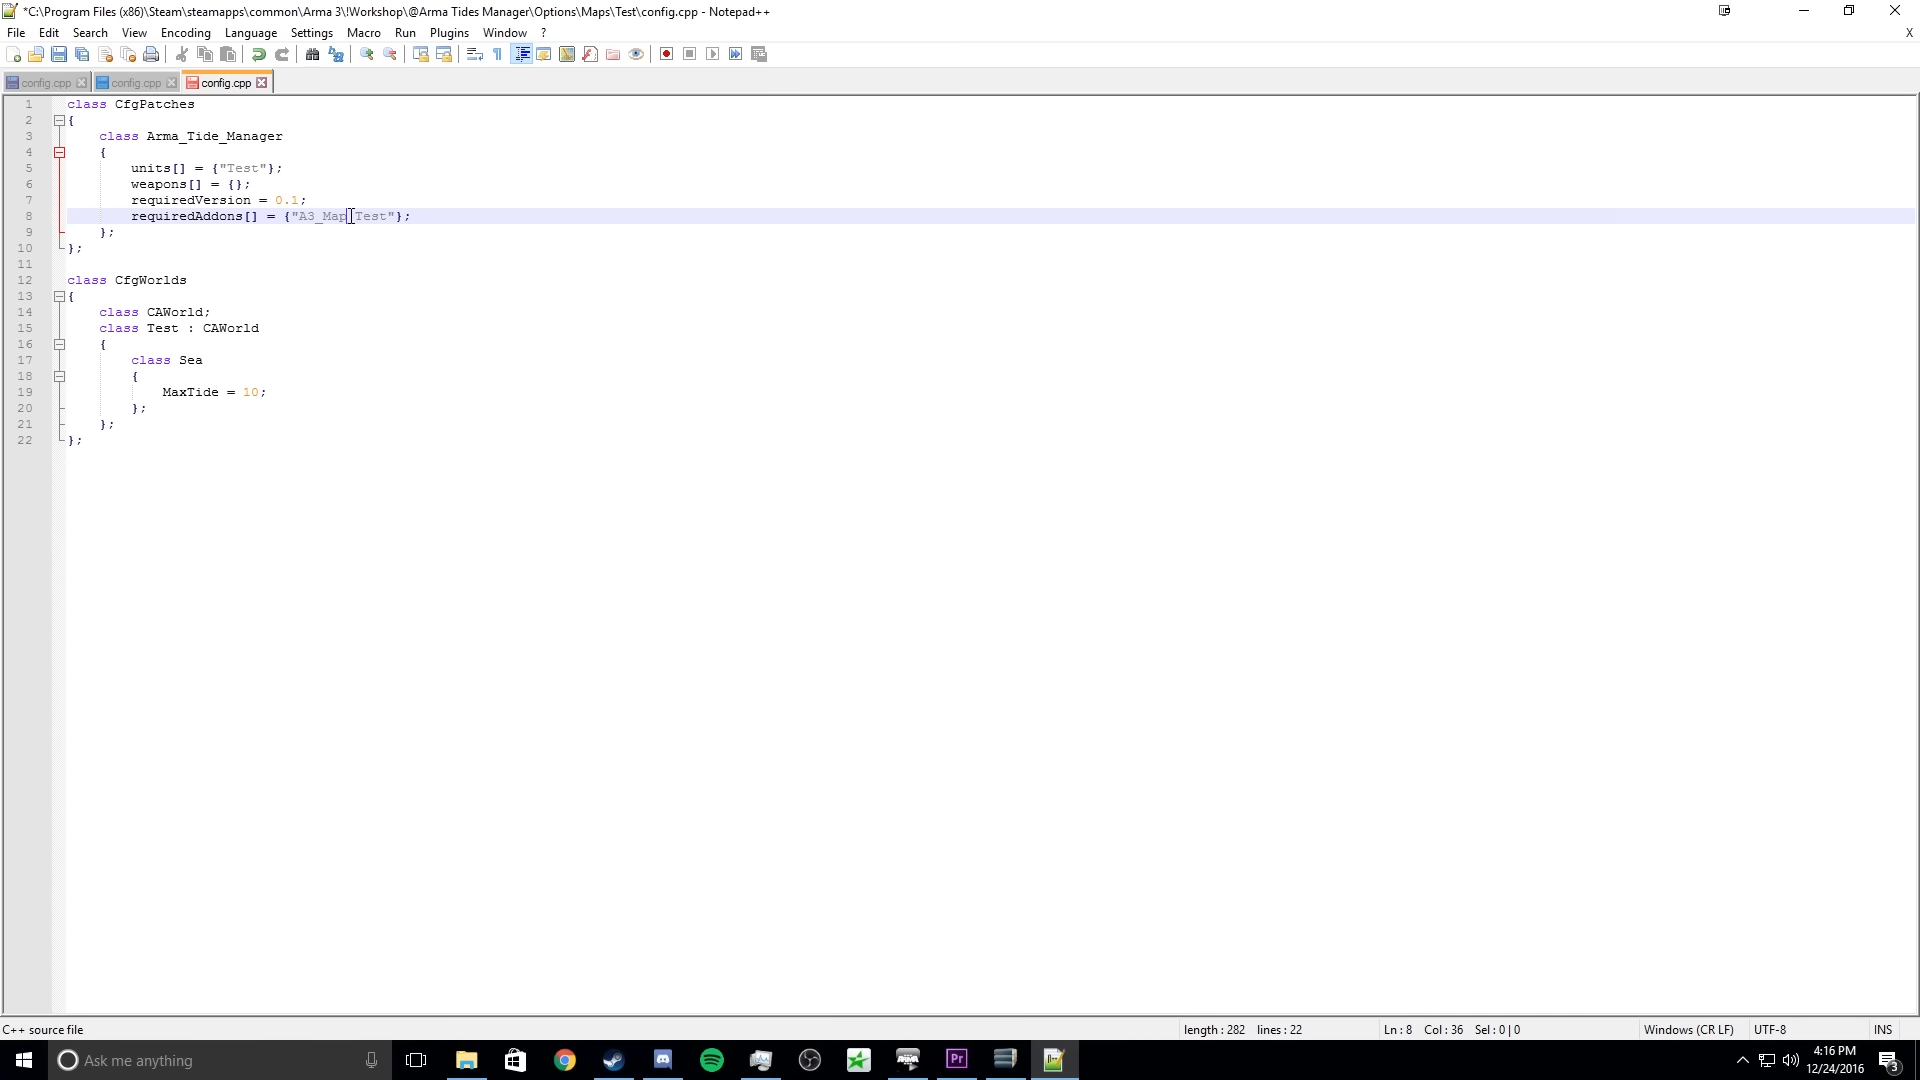 *C:\Program Files (x86)\Steam\steamapps\common\Arma 3\!Workshop\@Arma Tides Manager\Options\Maps\Test\config.cpp - Notepad++
File Edit Search View Encoding Language Settings Macro Run Plugins Window ? X
config.cpp config.cpp config.cpp
1 class CfgPatches
2 {
3 class Arma_Tide_Manager
4 {
5 units[] = {"Test"};
6 weapons[] = {};
7 requiredVersion = 0.1;
8 requiredAddons[] = {"A3_Map_Test"};
9 };
10 };
11
12 class CfgWorlds
13 {
14 class CAWorld;
15 class Test : CAWorld
16 {
17 class Sea
18 {
19 MaxTide = 10;
20 };
21 };
22 };
C++ source file length : 282 lines : 22 Ln : 8 Col : 36 Sel : 0 | 0 Windows (CR LF) UTF-8 INS
Ask me anything
Pr
4:16 PM
12/24/2016
3